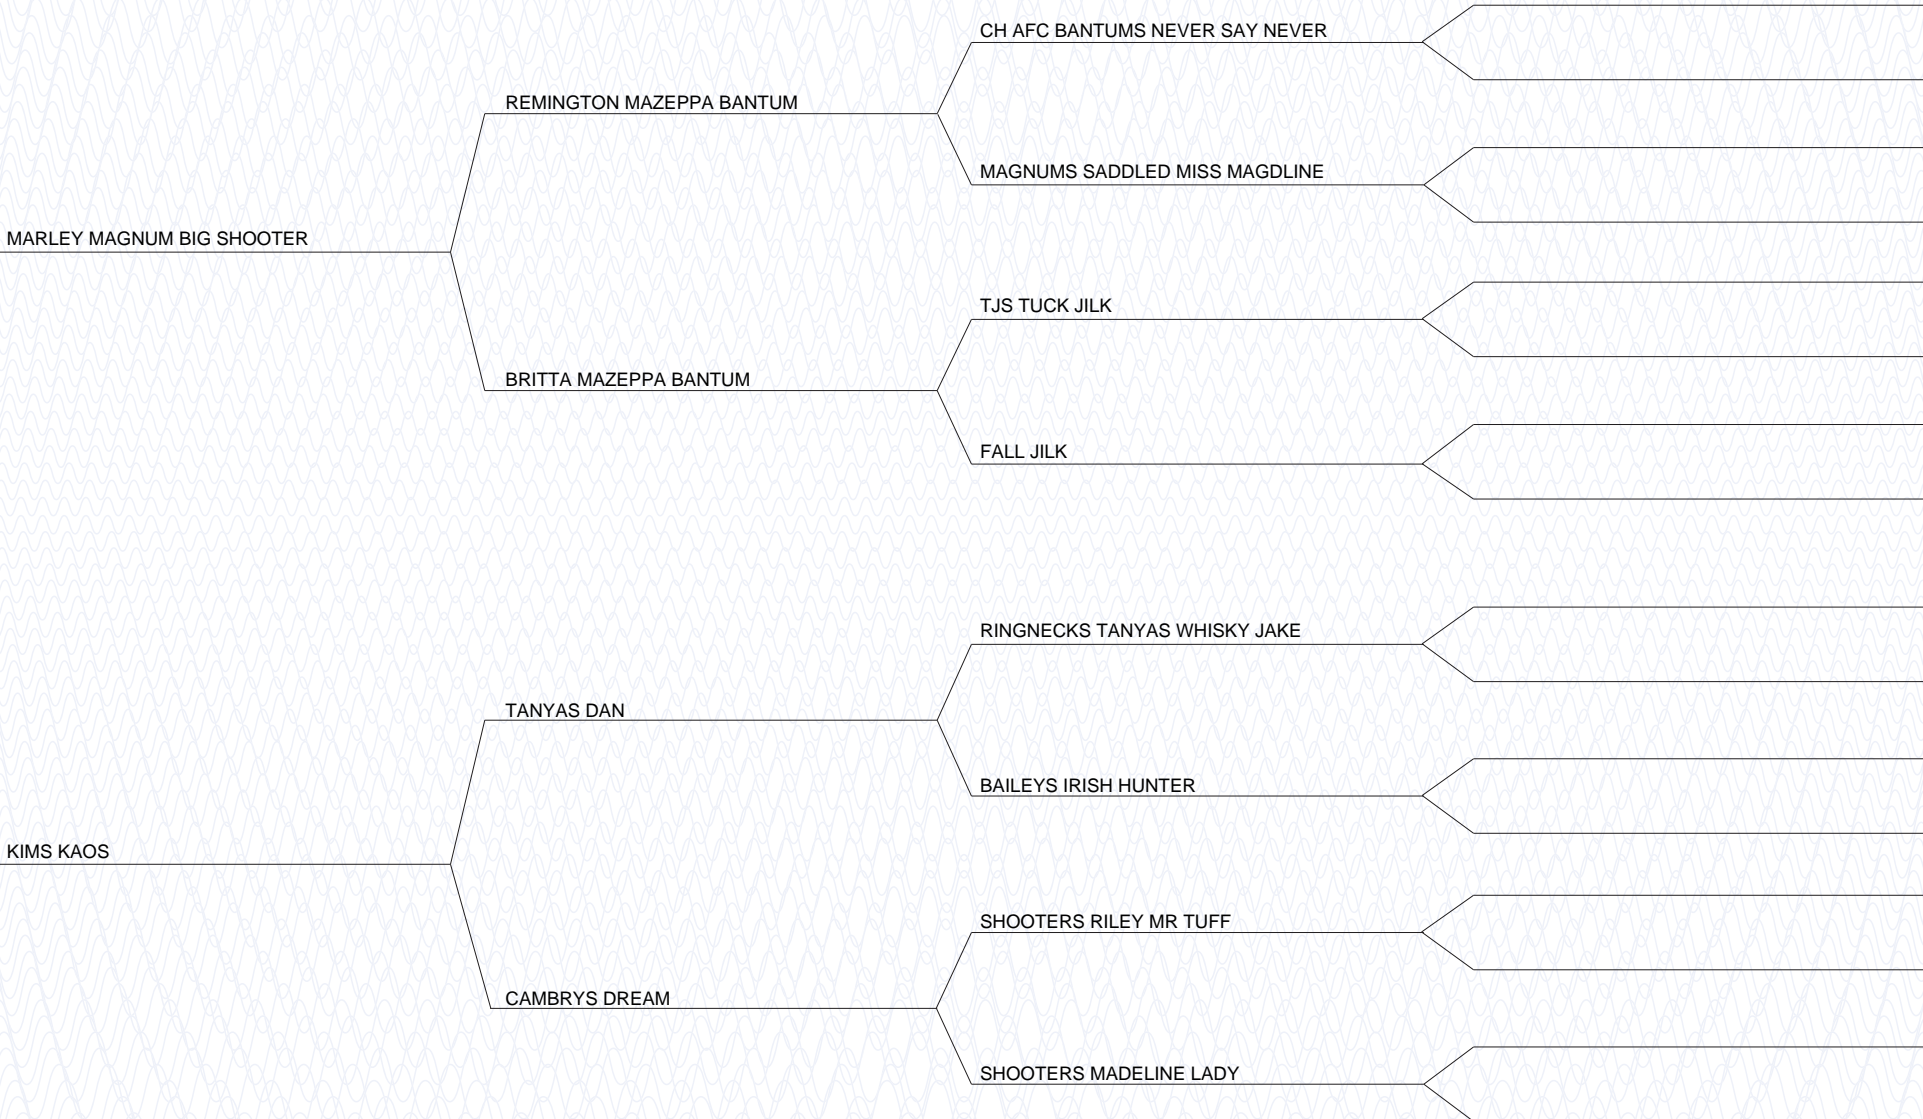 CH AFC BANTUMS NEVER SAY NEVER
REMINGTON MAZEPPA BANTUM
MAGNUMS SADDLED MISS MAGDLINE
MARLEY MAGNUM BIG SHOOTER
TJS TUCK JILK
BRITTA MAZEPPA BANTUM
FALL JILK
RINGNECKS TANYAS WHISKY JAKE
TANYAS DAN
BAILEYS IRISH HUNTER
KIMS KAOS
SHOOTERS RILEY MR TUFF
CAMBRYS DREAM
SHOOTERS MADELINE LADY